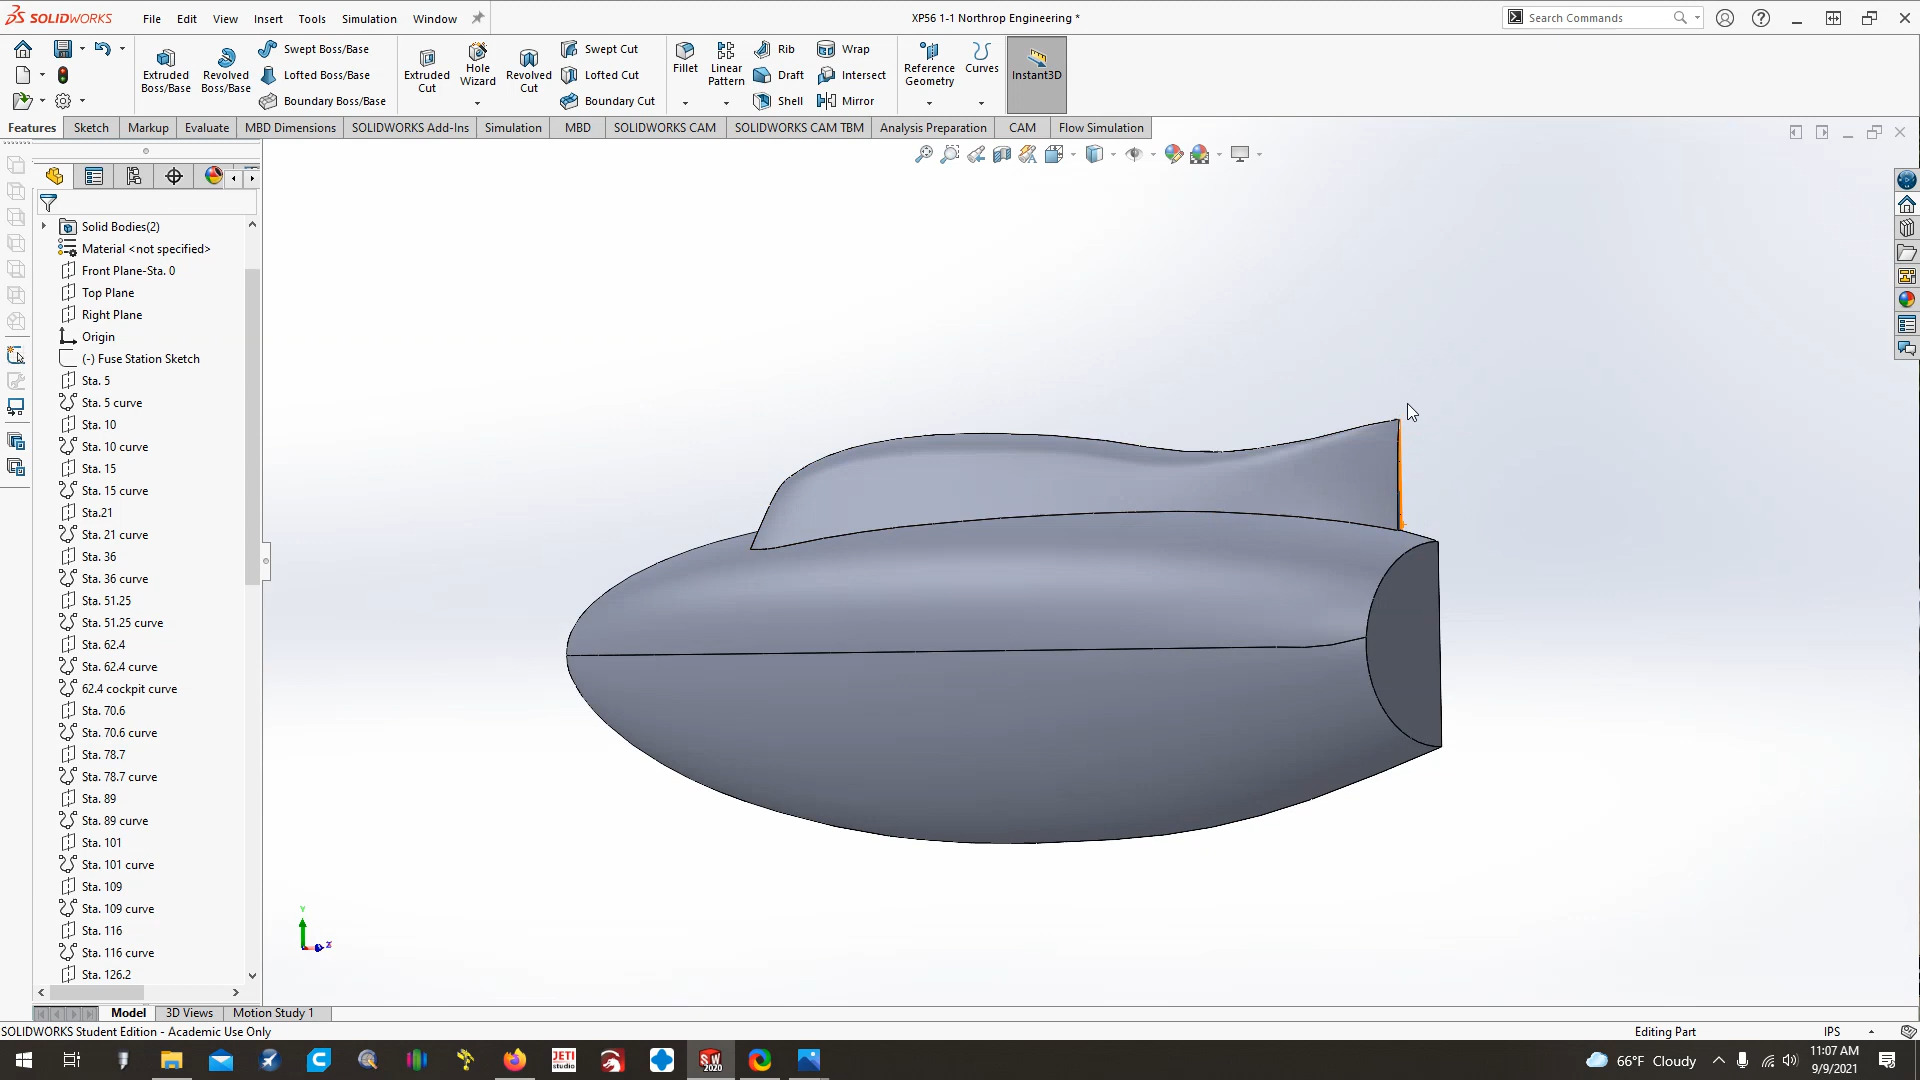 SOLIDWORKS File Edit View Insert Tools Simulation Window XP56 1-1 Northrop Engineering * Search Commands
Extruded Boss/Base
Revolved Boss/Base
Swept Boss/Base
Lofted Boss/Base
Boundary Boss/Base
Extruded Cut
Hole Wizard
Revolved Cut
Swept Cut
Lofted Cut
Boundary Cut
Fillet
Linear Pattern
Rib
Draft
Shell
Wrap
Intersect
Mirror
Reference Geometry
Curves
Instant3D
Features Sketch Markup Evaluate MBD Dimensions SOLIDWORKS Add-Ins Simulation MBD SOLIDWORKS CAM SOLIDWORKS CAM TBM Analysis Preparation CAM Flow Simulation
Solid Bodies(2)
Material <not specified>
Front Plane-Sta. 0
Top Plane
Right Plane
Origin
(-) Fuse Station Sketch
Sta. 5
Sta. 5 curve
Sta. 10
Sta. 10 curve
Sta. 15
Sta. 15 curve
Sta.21
Sta. 21 curve
Sta. 36
Sta. 36 curve
Sta. 51.25
Sta. 51.25 curve
Sta. 62.4
Sta. 62.4 curve
62.4 cockpit curve
Sta. 70.6
Sta. 70.6 curve
Sta. 78.7
Sta. 78.7 curve
Sta. 89
Sta. 89 curve
Sta. 101
Sta. 101 curve
Sta. 109
Sta. 109 curve
Sta. 116
Sta. 116 curve
Sta. 126.2
Y
Z
Model 3D Views Motion Study 1
SOLIDWORKS Student Edition - Academic Use Only Editing Part IPS
JETI studio
SW 2020
66°F Cloudy
11:07 AM
9/9/2021